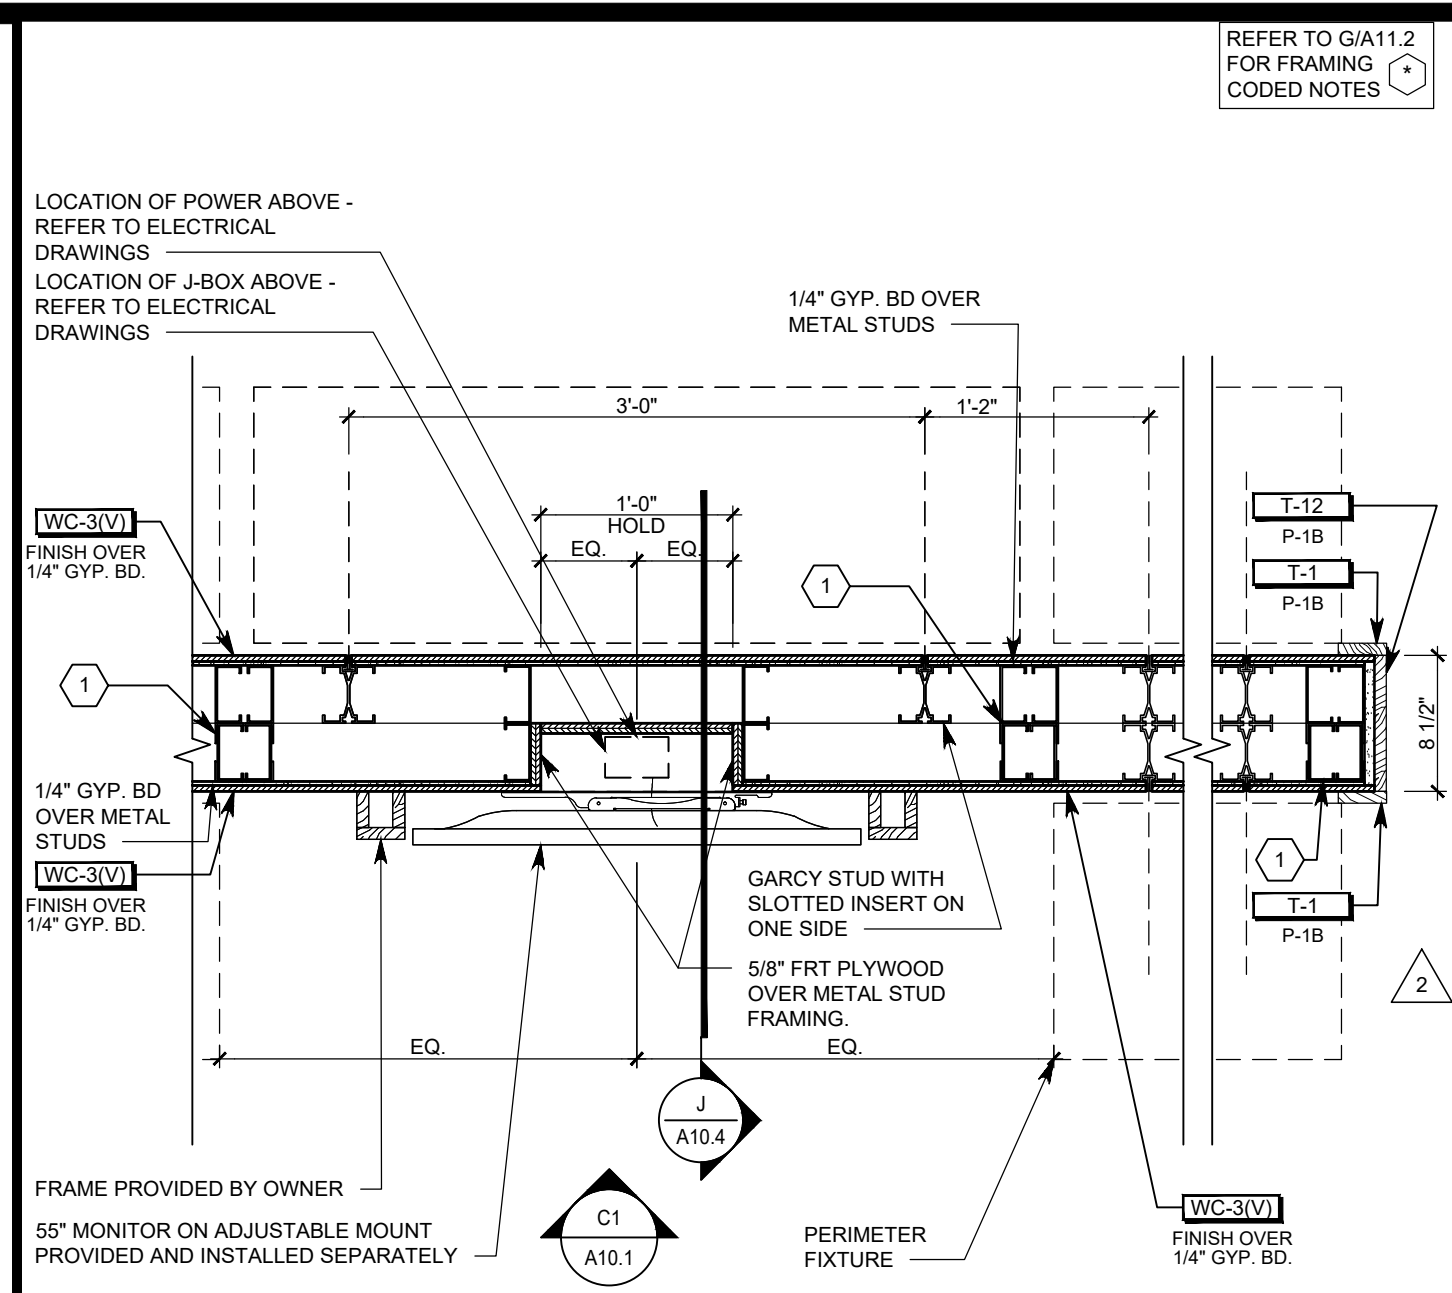 REFER TO G/A11.2
FOR FRAMING
CODED NOTES
*
LOCATION OF POWER ABOVE -
REFER TO ELECTRICAL
DRAWINGS
LOCATION OF J-BOX ABOVE -
REFER TO ELECTRICAL
DRAWINGS
1/4" GYP. BD OVER
METAL STUDS
3'-0"
1'-2"
1'-0"
HOLD
EQ.
EQ.
WC-3(V)
FINISH OVER
1/4" GYP. BD.
T-12
P-1B
T-1
P-1B
1
1
8 1/2"
1/4" GYP. BD
OVER METAL
STUDS
WC-3(V)
FINISH OVER
1/4" GYP. BD.
GARCY STUD WITH
SLOTTED INSERT ON
ONE SIDE
5/8" FRT PLYWOOD
OVER METAL STUD
FRAMING.
1
T-1
P-1B
2
EQ.
EQ.
J
A10.4
FRAME PROVIDED BY OWNER
55" MONITOR ON ADJUSTABLE MOUNT
PROVIDED AND INSTALLED SEPARATELY
C1
A10.1
PERIMETER
FIXTURE
WC-3(V)
FINISH OVER
1/4" GYP. BD.